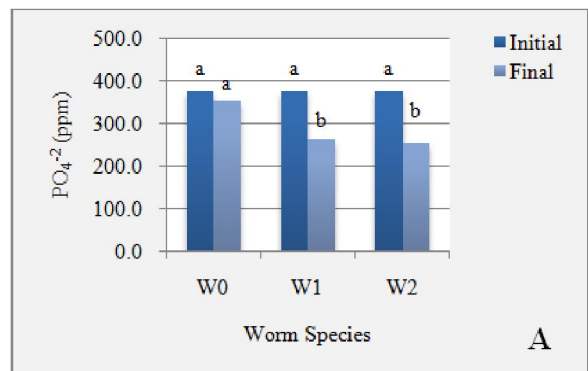 500.0
400.0
300.0
200.0
100.0
0.0
PO₄⁻² (ppm)
a
a
a
b
a
b
W0
W1
W2
Worm Species
Initial
Final
A